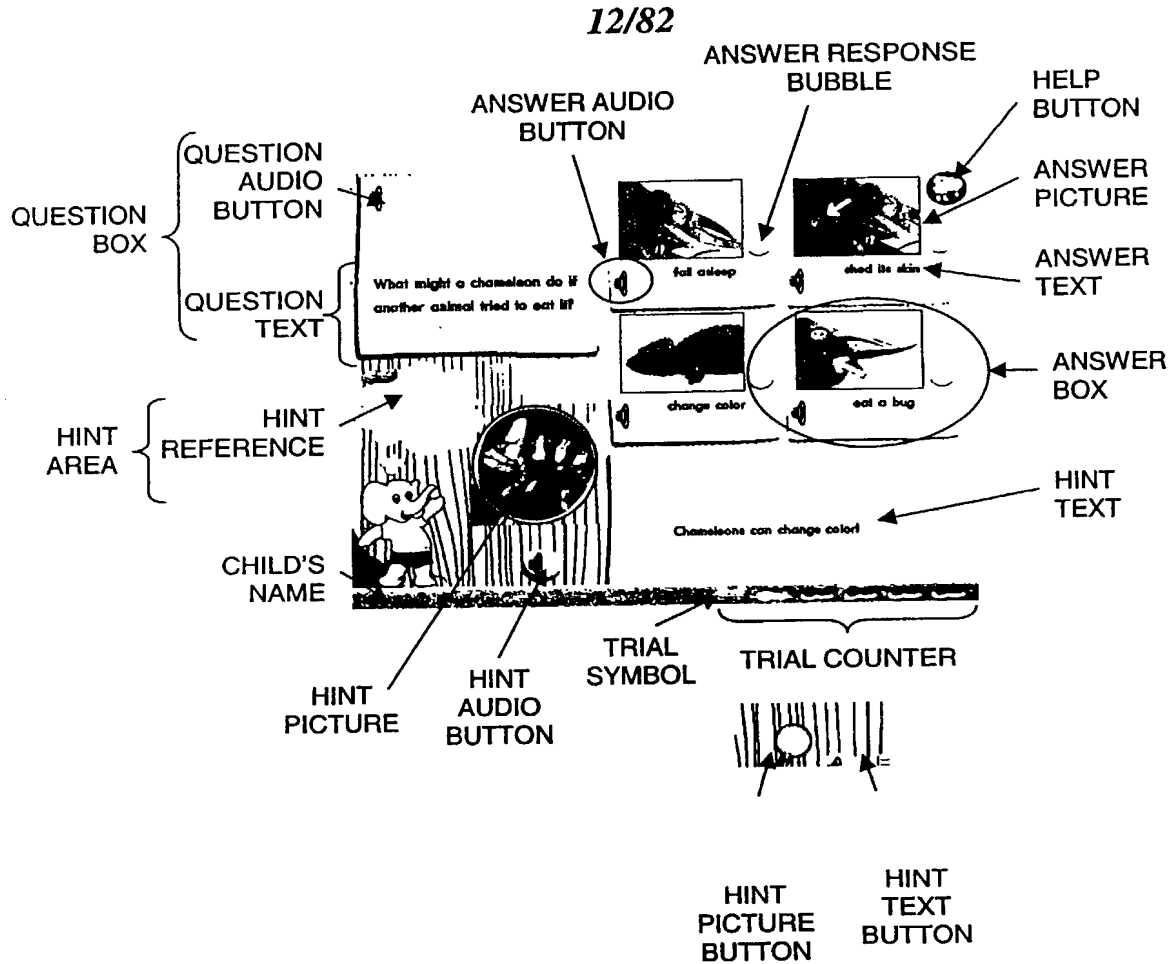 12/82
ANSWER RESPONSE
BUBBLE
HELP
BUTTON
ANSWER AUDIO
BUTTON
QUESTION
AUDIO
BUTTON
ANSWER
PICTURE
QUESTION
BOX
fall asleep
shed its skin
ANSWER
TEXT
What might a chameleon do if
another animal tried to eat it?
QUESTION
TEXT
ANSWER
BOX
change color
eat a bug
HINT
REFERENCE
HINT
AREA
HINT
TEXT
Chameleons can change color!
CHILD'S
NAME
TRIAL
SYMBOL
TRIAL COUNTER
HINT
PICTURE
HINT
AUDIO
BUTTON
HINT
PICTURE
BUTTON
HINT
TEXT
BUTTON